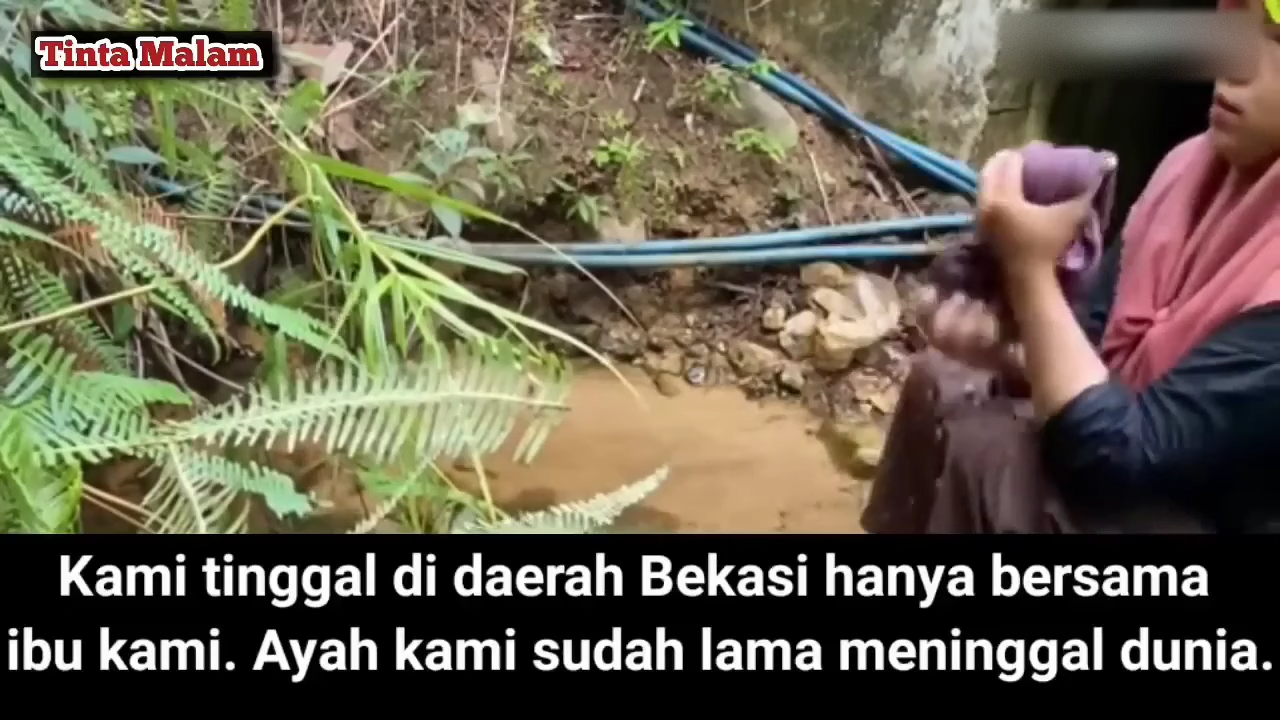 Tinta Malam
Kami tinggal di daerah Bekasi hanya bersama
ibu kami. Ayah kami sudah lama meninggal dunia.